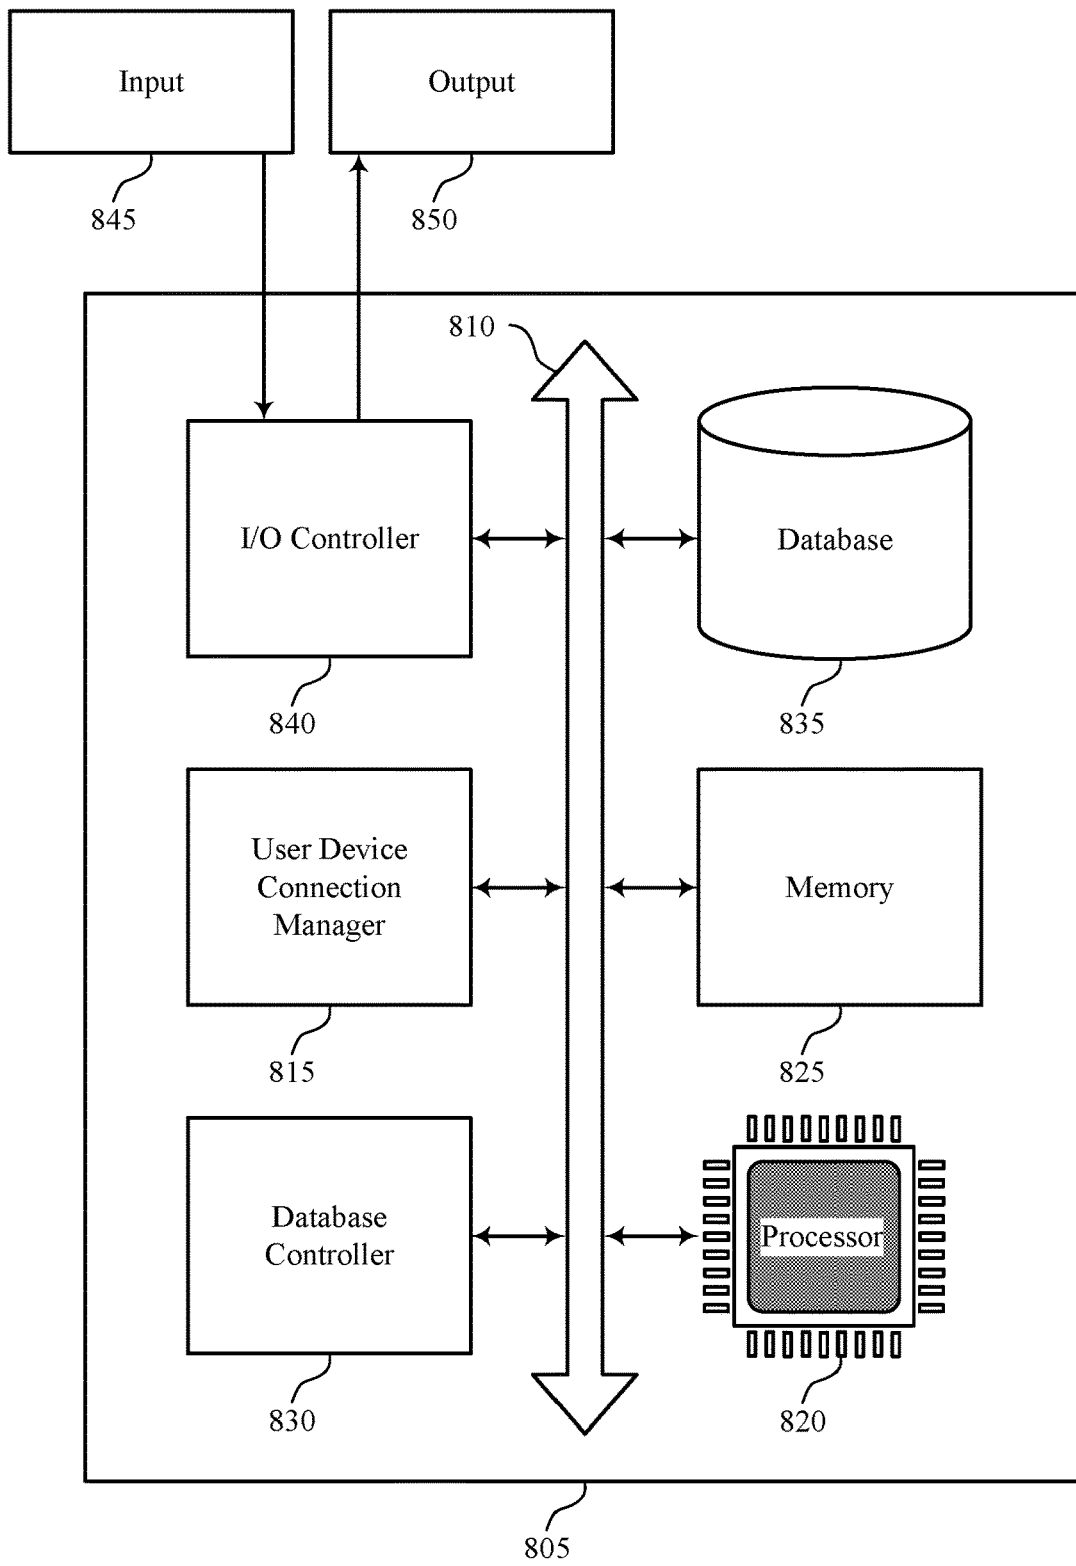 Input
Output
845
850
810
I/O Controller
Database
840
835
User Device
Connection
Manager
Memory
815
825
Database
Controller
Processor
830
820
805